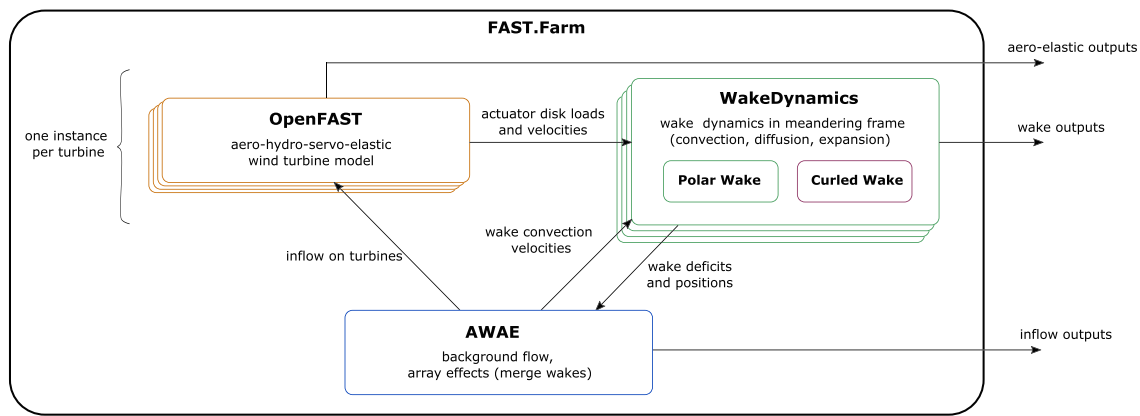 FAST.Farm
aero-elastic outputs
one instance
per turbine
OpenFAST
aero-hydro-servo-elastic
wind turbine model
actuator disk loads
and velocities
WakeDynamics
wake dynamics in meandering frame
(convection, diffusion, expansion)
Polar Wake
Curled Wake
wake outputs
inflow on turbines
wake convection
velocities
wake deficits
and positions
AWAE
background flow,
array effects (merge wakes)
inflow outputs